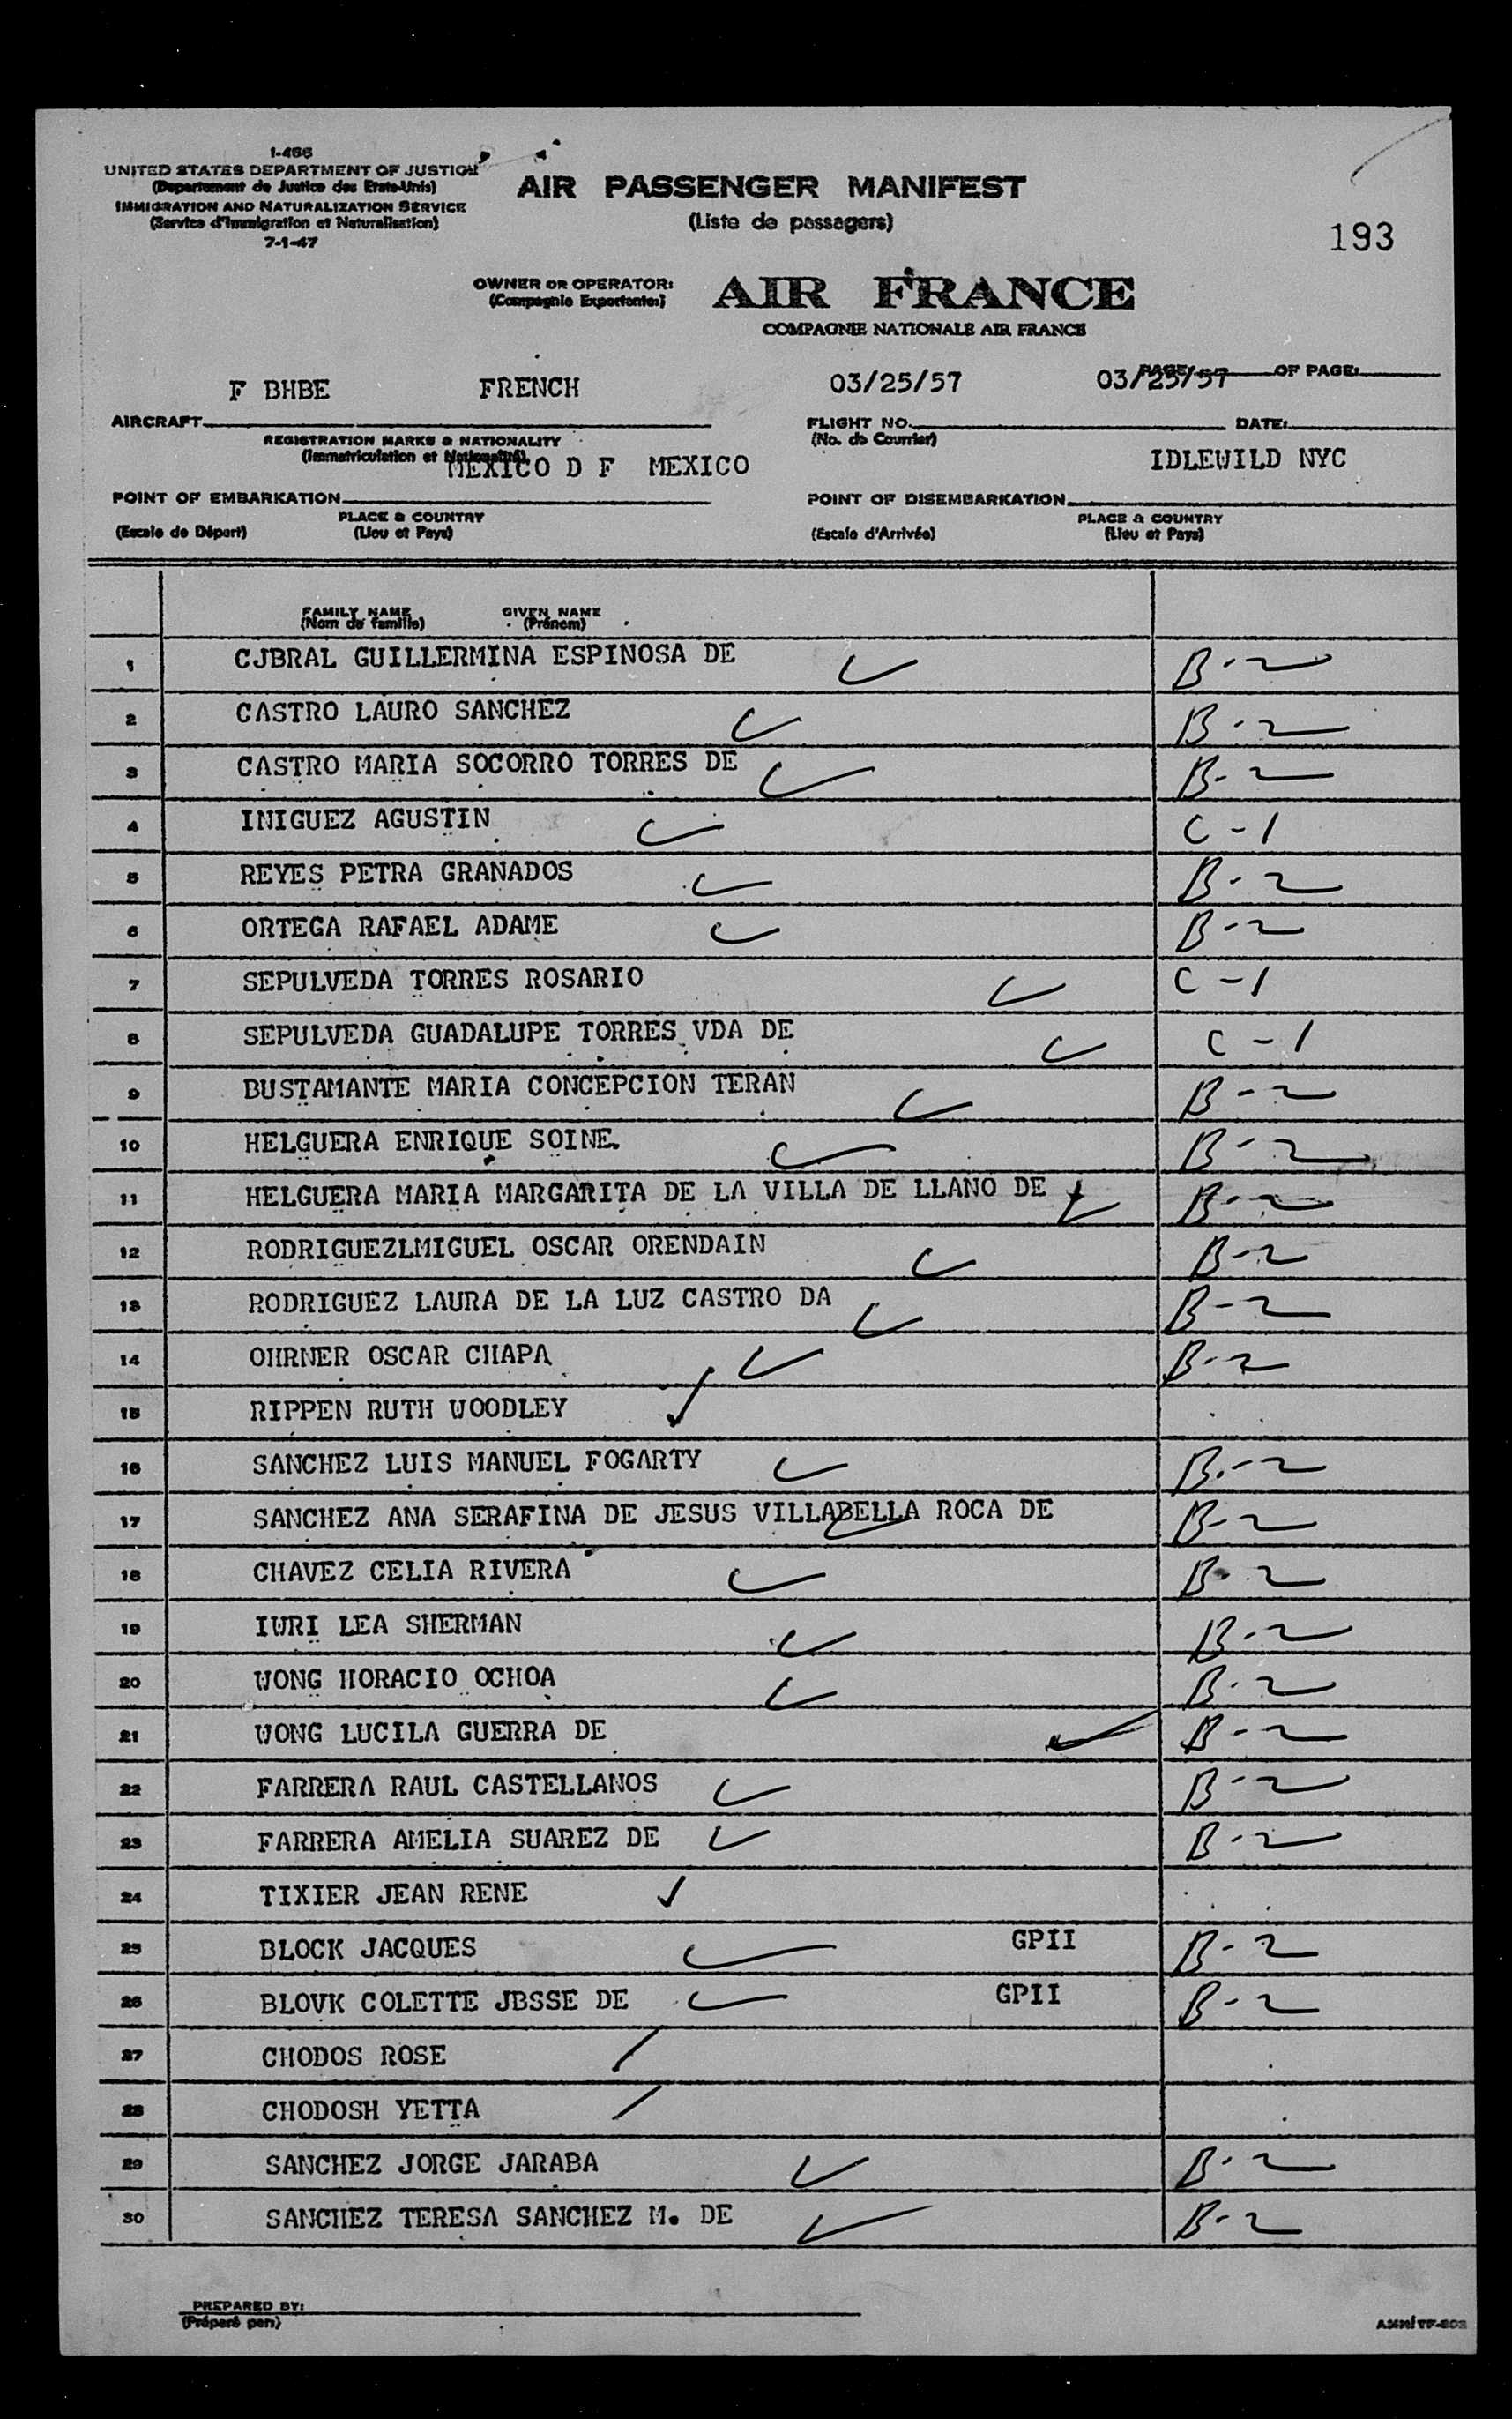 I-466
UNITED STATES DEPARTMENT OF JUSTICE
(Departement de Justice des Etats-Unis)
IMMIGRATION AND NATURALIZATION SERVICE
(Service d'Immigration et Naturalisation)
7-1-47
AIR PASSENGER MANIFEST
(Liste de passagers)
193
OWNER OR OPERATOR:
(Compagnie Exportante:)
AIR FRANCE
COMPAGNIE NATIONALE AIR FRANCE
PAGE: OF PAGE:
F BHBE FRENCH 03/25/57 03/25/57
AIRCRAFT FLIGHT NO. DATE:
REGISTRATION MARKS & NATIONALITY (No. de Courrier)
(Immatriculation et Nationalité)
MEXICO D F MEXICO IDLEWILD NYC
POINT OF EMBARKATION POINT OF DISEMBARKATION
PLACE & COUNTRY PLACE & COUNTRY
(Escale de Départ) (Lieu et Pays) (Escale d'Arrivée) (Lieu et Pays)
FAMILY NAME GIVEN NAME
(Nom de famille) (Prénom)
1 CJBRAL GUILLERMINA ESPINOSA DE B-2
2 CASTRO LAURO SANCHEZ B-2
3 CASTRO MARIA SOCORRO TORRES DE B-2
4 INIGUEZ AGUSTIN C-1
5 REYES PETRA GRANADOS B-2
6 ORTEGA RAFAEL ADAME B-2
7 SEPULVEDA TORRES ROSARIO C-1
8 SEPULVEDA GUADALUPE TORRES VDA DE C-1
9 BUSTAMANTE MARIA CONCEPCION TERAN B-2
10 HELGUERA ENRIQUE SOINE. B-2
11 HELGUERA MARIA MARGARITA DE LA VILLA DE LLANO DE B-2
12 RODRIGUEZLMIGUEL OSCAR ORENDAIN B-2
13 RODRIGUEZ LAURA DE LA LUZ CASTRO DA B-2
14 OHRNER OSCAR CHAPA B-2
15 RIPPEN RUTH WOODLEY
16 SANCHEZ LUIS MANUEL FOGARTY B-2
17 SANCHEZ ANA SERAFINA DE JESUS VILLABELLA ROCA DE B-2
18 CHAVEZ CELIA RIVERA B-2
19 IWRI LEA SHERMAN B-2
20 WONG HORACIO OCHOA B-2
21 WONG LUCILA GUERRA DE B-2
22 FARRERA RAUL CASTELLANOS B-2
23 FARRERA AMELIA SUAREZ DE B-2
24 TIXIER JEAN RENE
25 BLOCK JACQUES GPII B-2
26 BLOVK COLETTE JBSSE DE GPII B-2
27 CHODOS ROSE
28 CHODOSH YETTA
29 SANCHEZ JORGE JARABA B-2
30 SANCHEZ TERESA SANCHEZ M. DE B-2
PREPARED BY: